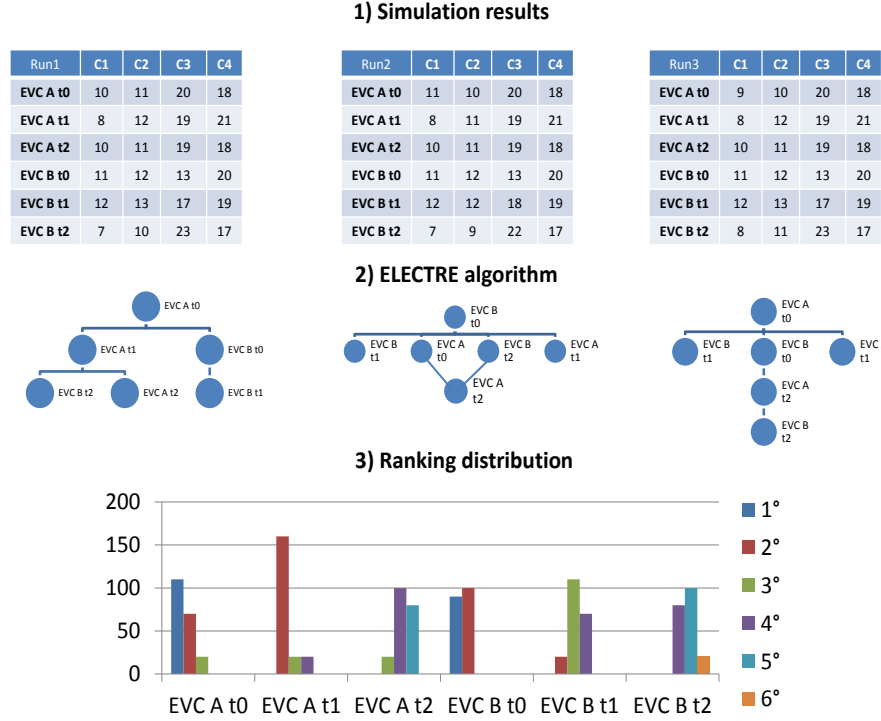 1) Simulation results
Run1 C1 C2 C3 C4
EVC A t0 10 11 20 18
EVC A t1 8 12 19 21
EVC A t2 10 11 19 18
EVC B t0 11 12 13 20
EVC B t1 12 13 17 19
EVC B t2 7 10 23 17
Run2 C1 C2 C3 C4
EVC A t0 11 10 20 18
EVC A t1 8 11 19 21
EVC A t2 10 11 19 18
EVC B t0 11 12 13 20
EVC B t1 12 12 18 19
EVC B t2 7 9 22 17
Run3 C1 C2 C3 C4
EVC A t0 9 10 20 18
EVC A t1 8 12 19 21
EVC A t2 10 11 19 18
EVC B t0 11 12 13 20
EVC B t1 12 13 17 19
EVC B t2 8 11 23 17
2) ELECTRE algorithm
EVC A t0
EVC A t1
EVC B t0
EVC B t2
EVC A t2
EVC B t1
EVC B
t0
EVC B
t1
EVC A
t0
EVC B
t2
EVC A
t1
EVC A
t2
EVC A
t0
EVC B
t1
EVC B
t0
EVC
t1
EVC A
t2
EVC B
t2
3) Ranking distribution
200
150
100
50
0
EVC A t0 EVC A t1 EVC A t2 EVC B t0 EVC B t1 EVC B t2
1°
2°
3°
4°
5°
6°